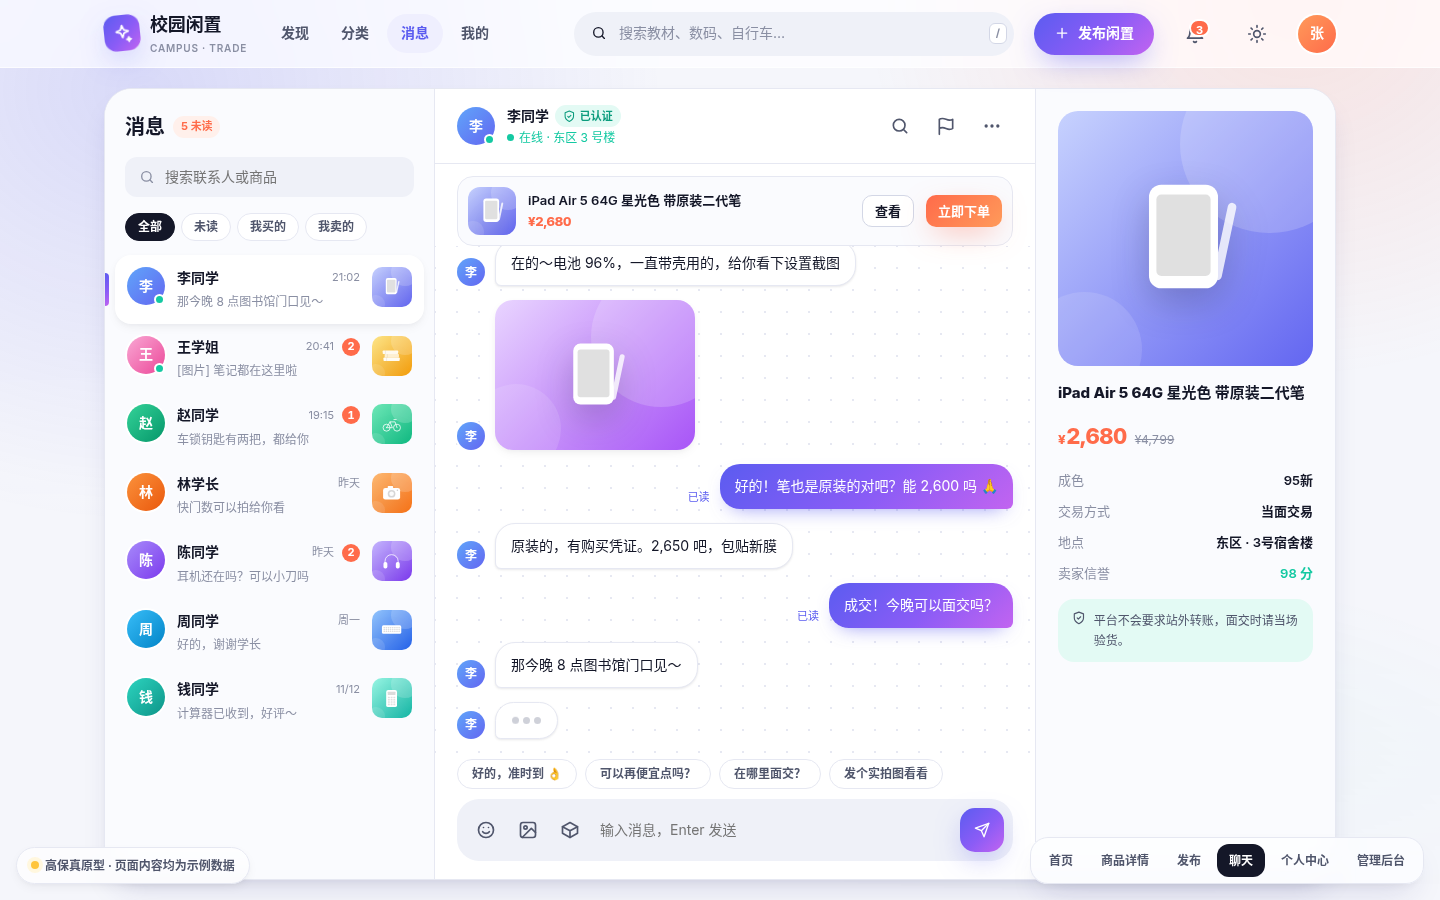 校园闲置
CAMPUS · TRADE
发现
分类
消息
我的
搜索教材、数码、自行车...
/
发布闲置
3
张
消息
5 未读
搜索联系人或商品
全部
未读
我买的
我卖的
李
李同学
21:02
那今晚 8 点图书馆门口见～
王
王学姐
20:41
2
[图片] 笔记都在这里啦
赵
赵同学
19:15
1
车锁钥匙有两把，都给你
林
林学长
昨天
快门数可以拍给你看
陈
陈同学
昨天
2
耳机还在吗？可以小刀吗
周
周同学
周一
好的，谢谢学长
钱
钱同学
11/12
计算器已收到，好评～
李
李同学
已认证
在线 · 东区 3 号楼
iPad Air 5 64G 星光色 带原装二代笔
¥2,680
查看
立即下单
李
在的～电池 96%，一直带壳用的，给你看下设置截图
李
已读
好的！笔也是原装的对吧？能 2,600 吗 🙏
李
原装的，有购买凭证。2,650 吧，包贴新膜
已读
成交！今晚可以面交吗？
李
那今晚 8 点图书馆门口见～
李
好的，准时到 👌
可以再便宜点吗？
在哪里面交？
发个实拍图看看
输入消息，Enter 发送
iPad Air 5 64G 星光色 带原装二代笔
¥2,680 ¥4,799
成色
95新
交易方式
当面交易
地点
东区 · 3号宿舍楼
卖家信誉
98 分
平台不会要求站外转账，面交时请当场
验货。
高保真原型 · 页面内容均为示例数据
首页
商品详情
发布
聊天
个人中心
管理后台